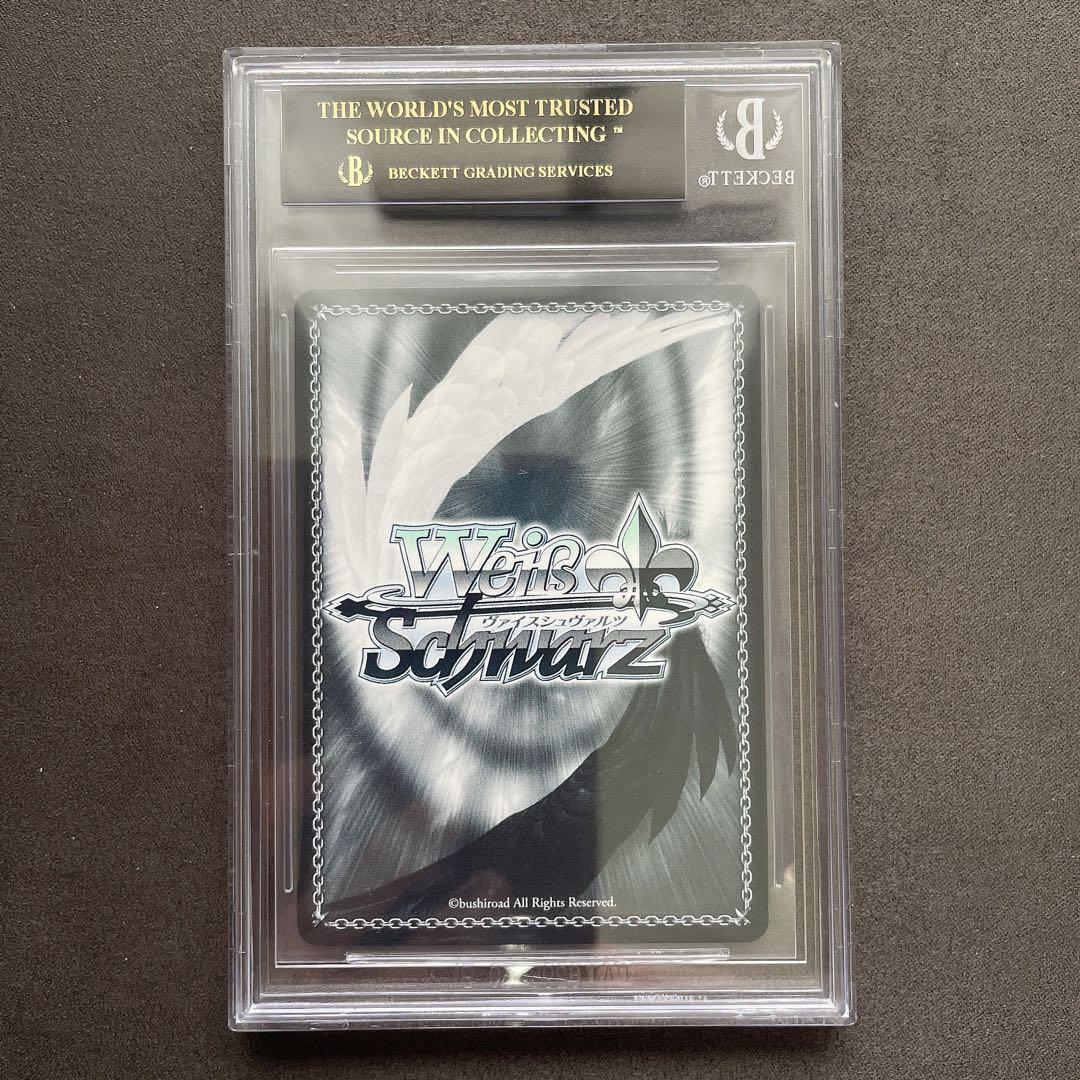 THE WORLD'S MOST TRUSTED
SOURCE IN COLLECTING ™
B BECKETT GRADING SERVICES
B
BECKETT®
Weiß
ヴァイスシュヴァルツ
Schwarz
©bushiroad All Rights Reserved.